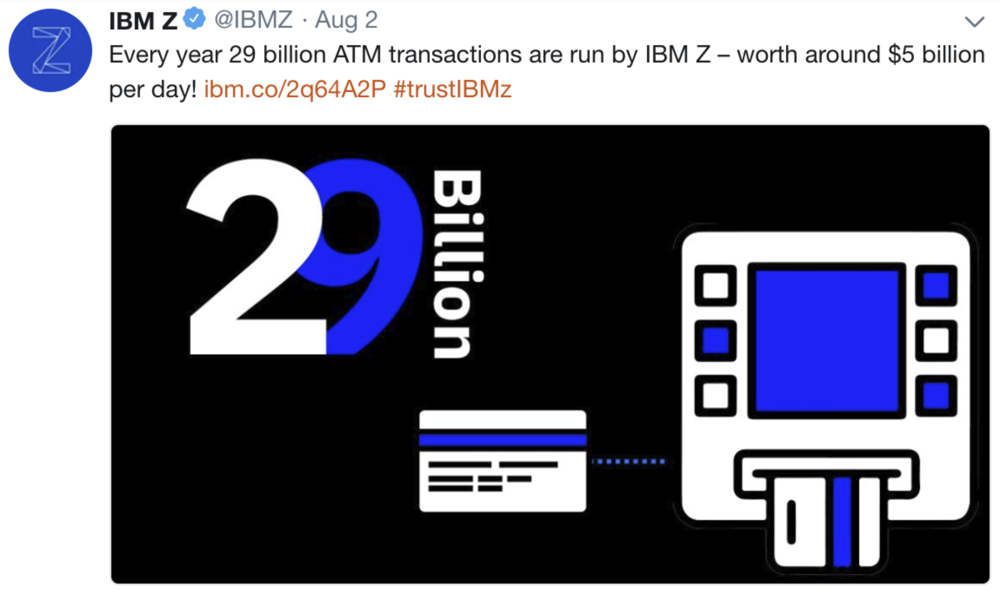 IBM Z @IBMZ · Aug 2
Every year 29 billion ATM transactions are run by IBM Z – worth around $5 billion
per day! ibm.co/2q64A2P #trustIBMz
29 Billion